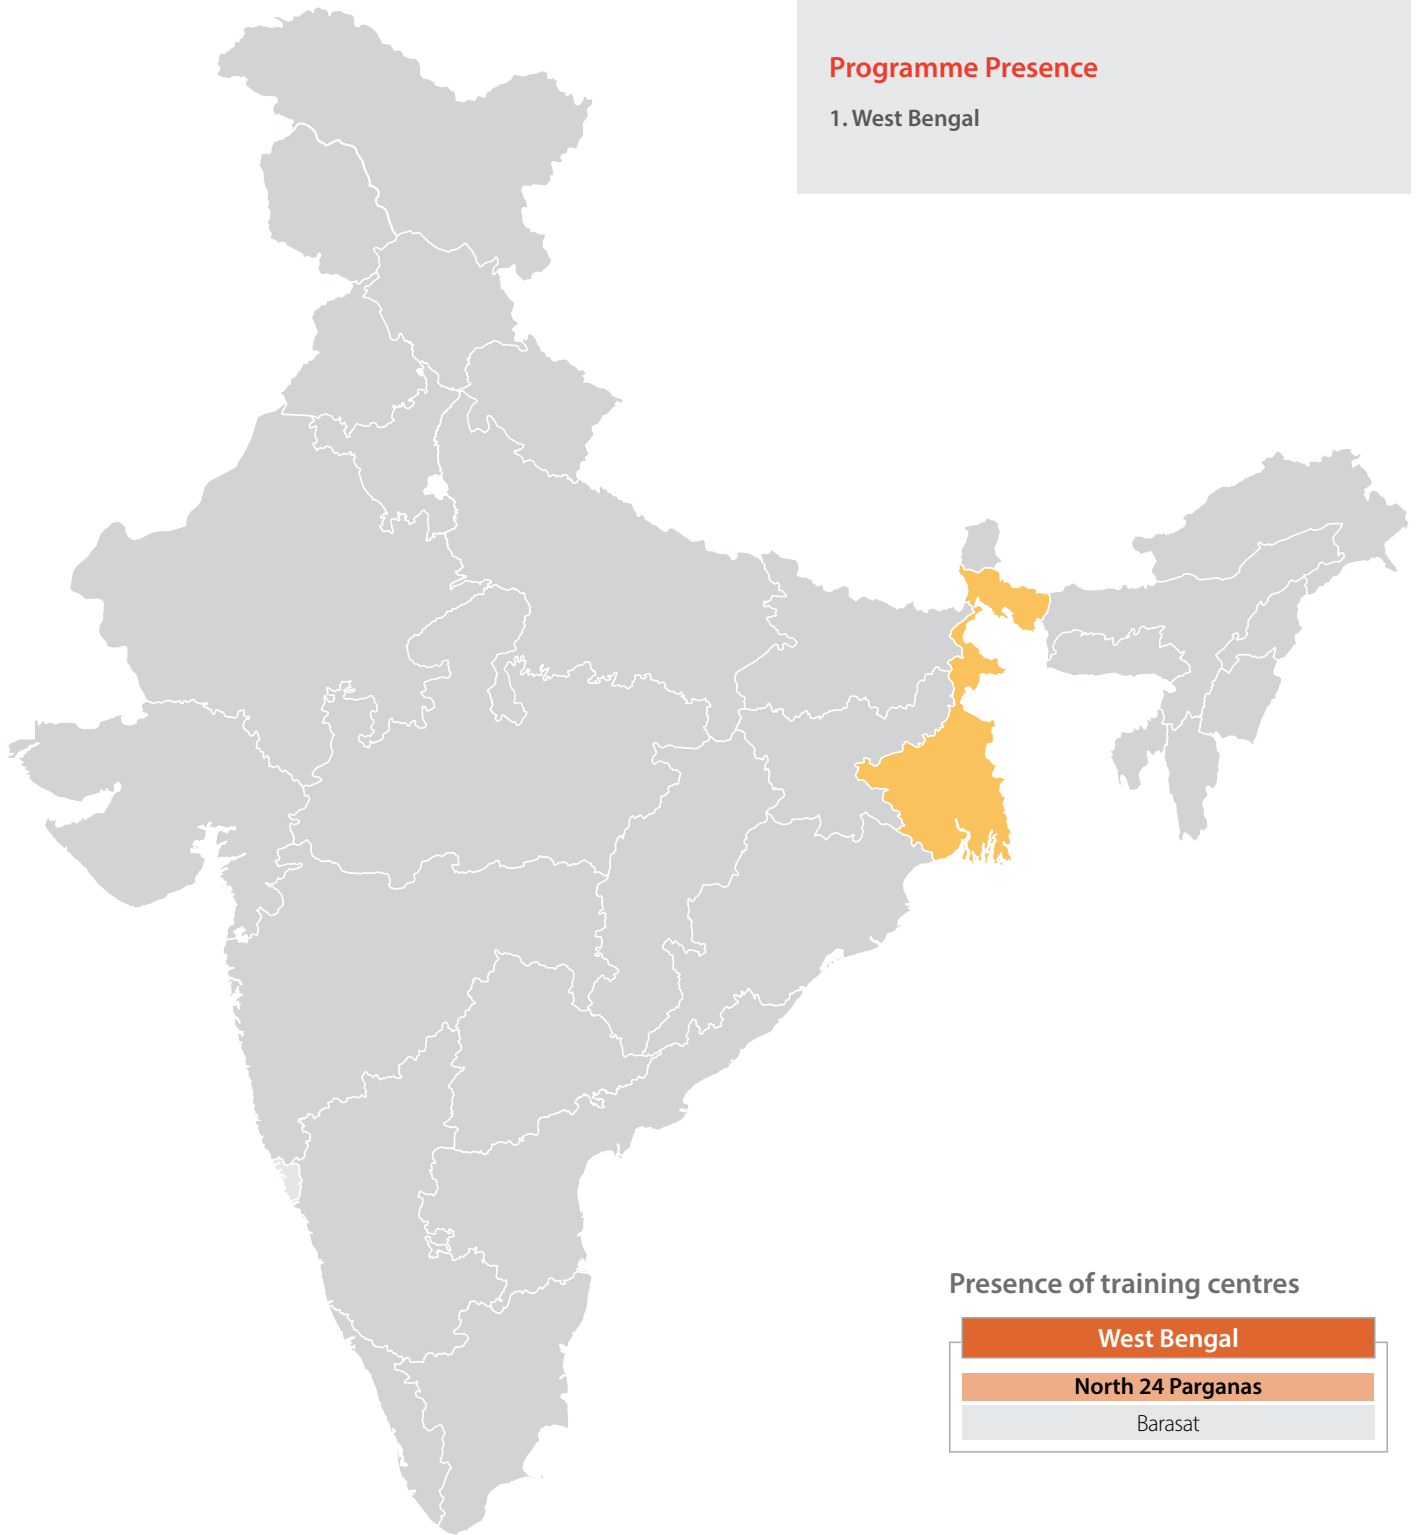 Programme Presence
1. West Bengal
Presence of training centres
West Bengal
North 24 Parganas
Barasat